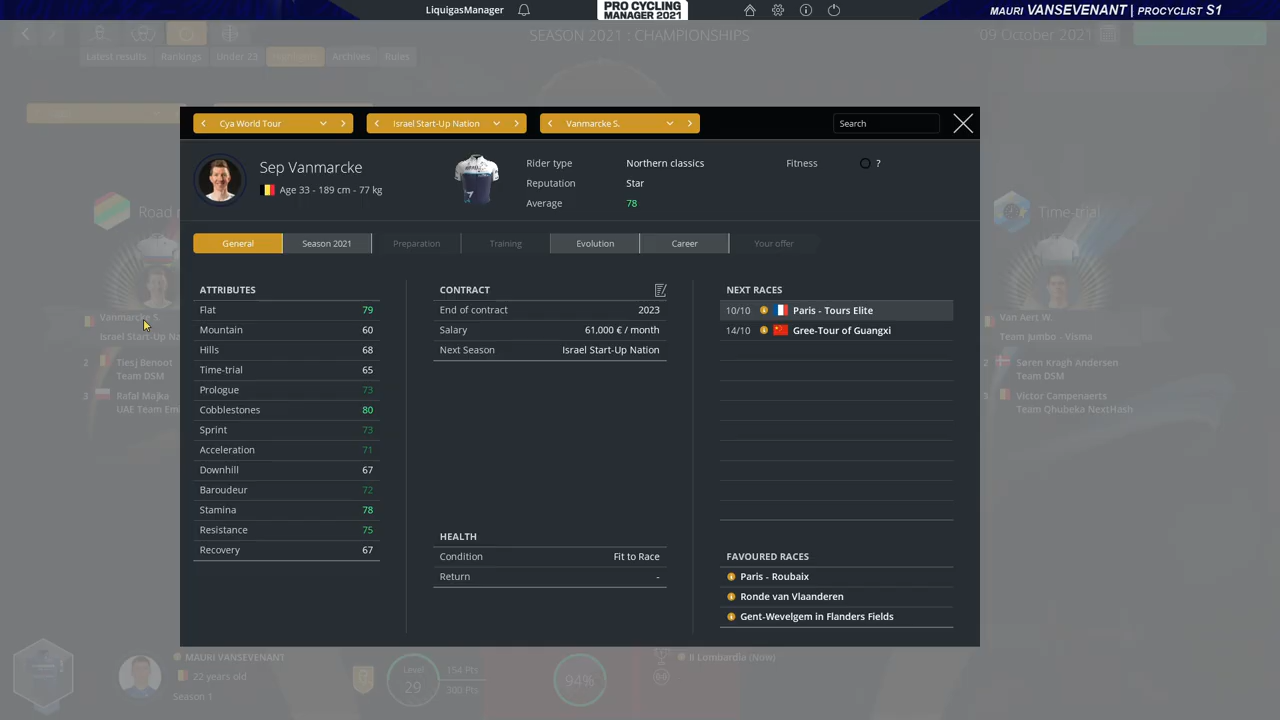 LiquigasManager
PRO CYCLING
MANAGER 2021
MAURI VANSEVENANT | PROCYCLIST S1
SEASON 2021 : CHAMPIONSHIPS
09 October 2021
Latest results
Rankings
Under 23
Archives
Rules
Cya World Tour
Israel Start-Up Nation
Vanmarcke S.
Search
Sep Vanmarcke
Age 33 - 189 cm - 77 kg
Rider type Northern classics
Reputation Star
Average 78
Fitness ?
General
Season 2021
Preparation
Training
Evolution
Career
Your offer
ATTRIBUTES
Flat 79
Mountain 60
Hills 68
Time-trial 65
Prologue 73
Cobblestones 80
Sprint 73
Acceleration 71
Downhill 67
Baroudeur 72
Stamina 78
Resistance 75
Recovery 67
CONTRACT
End of contract 2023
Salary 61,000 € / month
Next Season Israel Start-Up Nation
HEALTH
Condition Fit to Race
Return -
NEXT RACES
10/10 Paris - Tours Elite
14/10 Gree-Tour of Guangxi
FAVOURED RACES
Paris - Roubaix
Ronde van Vlaanderen
Gent-Wevelgem in Flanders Fields
Road
Vanmarcke S.
Israel Start-Up Na
2 Tiesj Benoot
Team DSM
3 Rafal Majka
UAE Team Em
Time-trial
Van Aert W.
Team Jumbo - Visma
2 Søren Kragh Andersen
Team DSM
3 Victor Campenaerts
Team Qhubeka NextHash
MAURI VANSEVENANT
22 years old
Season 1
Level
29
154 Pts
300 Pts
94%
Il Lombardia (Now)